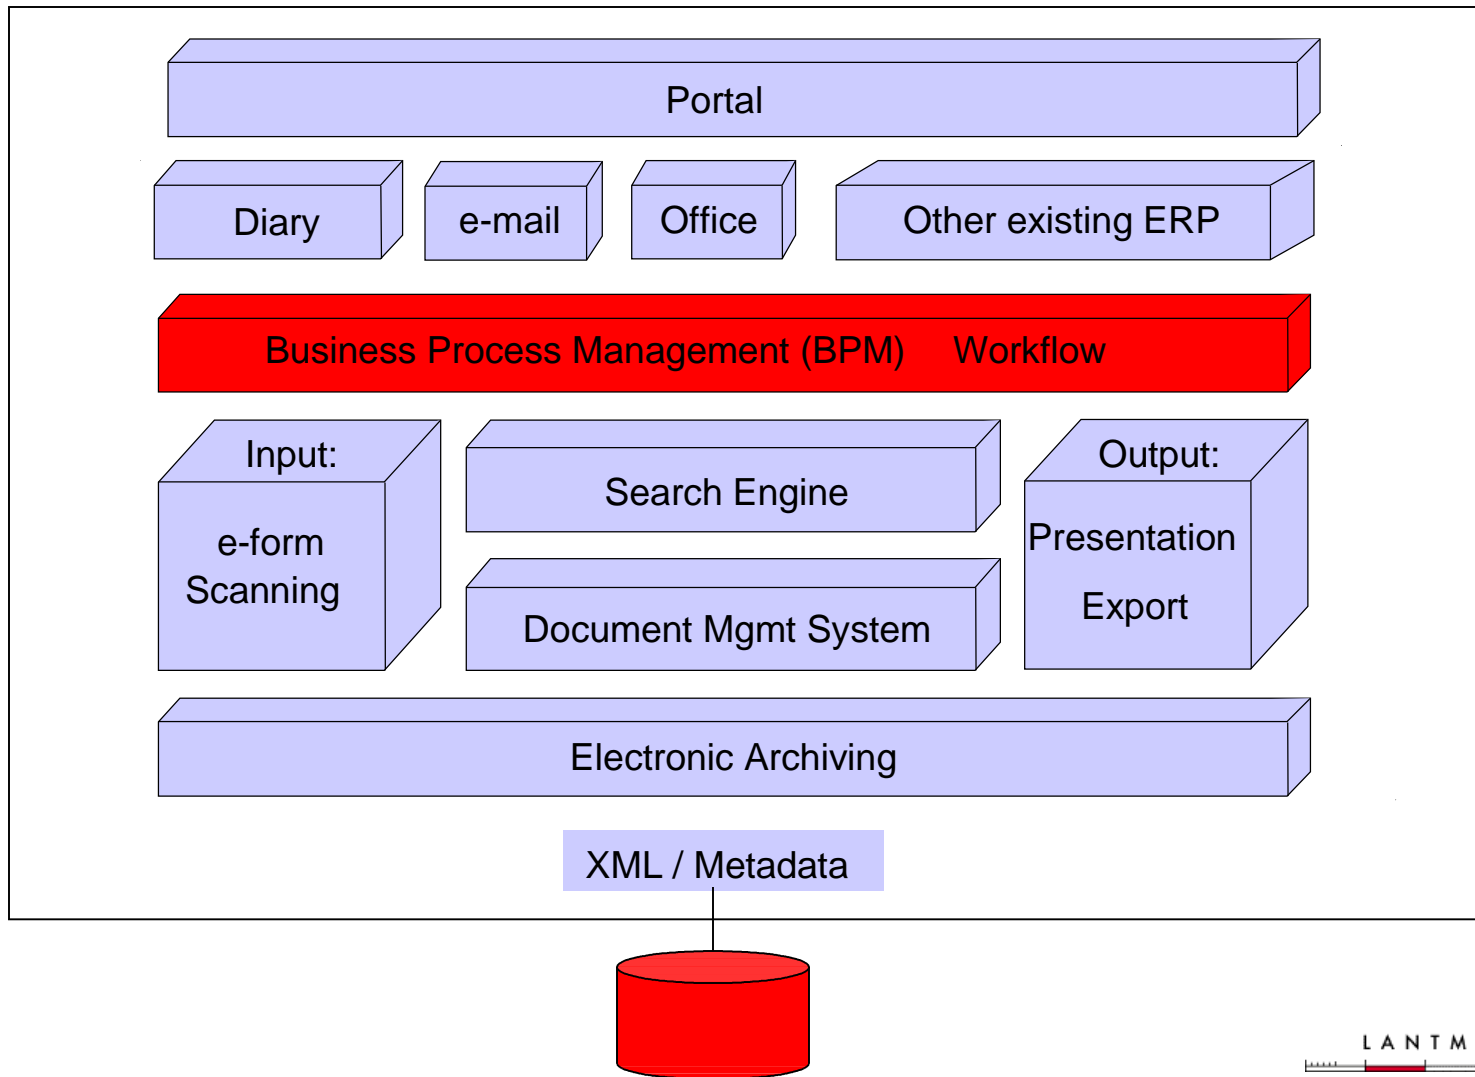 Portal
Diary
e-mail
Office
Other existing ERP
Business Process Management (BPM) Workflow
Input:
e-form
Scanning
Search Engine
Document Mgmt System
Output:
Presentation
Export
Electronic Archiving
XML / Metadata
LANTM